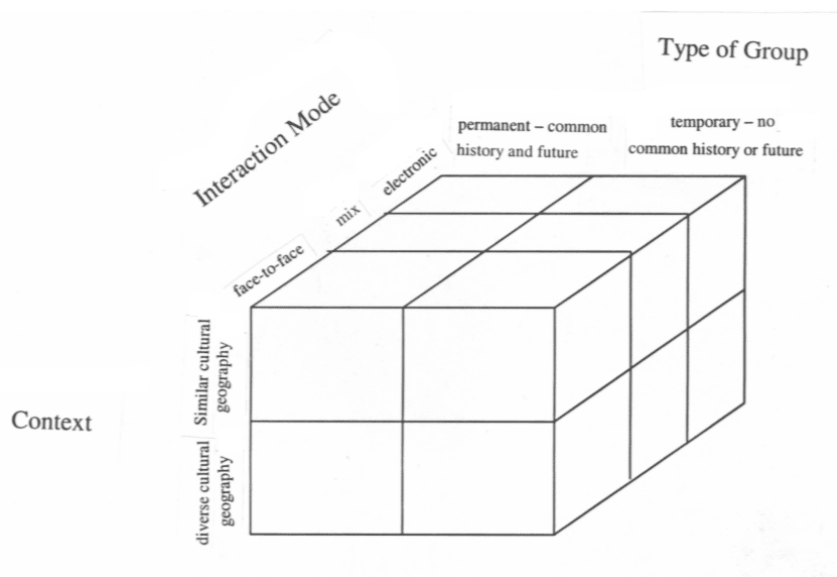 Type of Group
Interaction Mode
permanent – common
history and future
temporary – no
common history or future
electronic
mix
face-to-face
Similar cultural
geography
Context
diverse cultural
geography